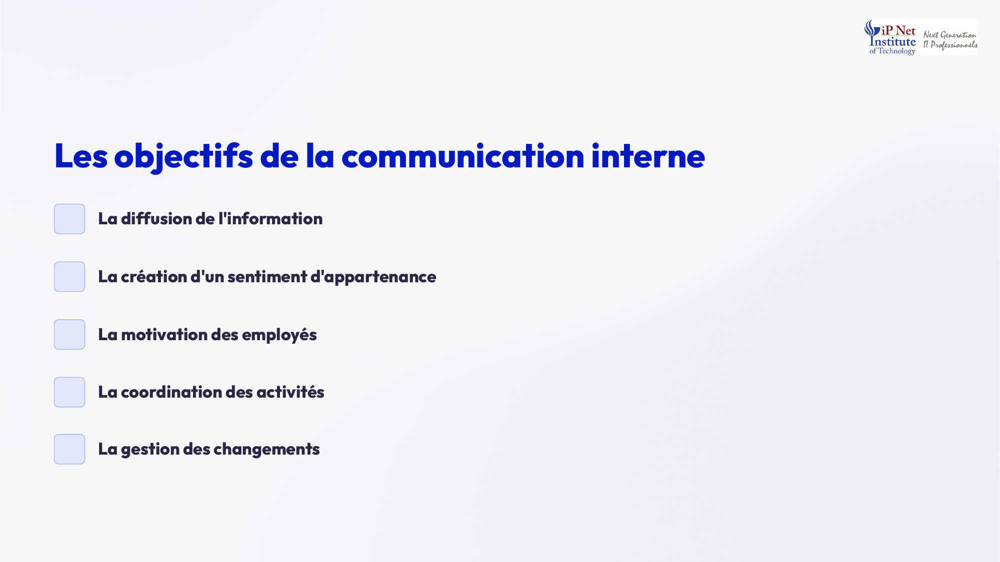 iP Net
Institute
of Technology
Next Generation
IT Professionnels
Les objectifs de la communication interne
La diffusion de l'information
La création d'un sentiment d'appartenance
La motivation des employés
La coordination des activités
La gestion des changements